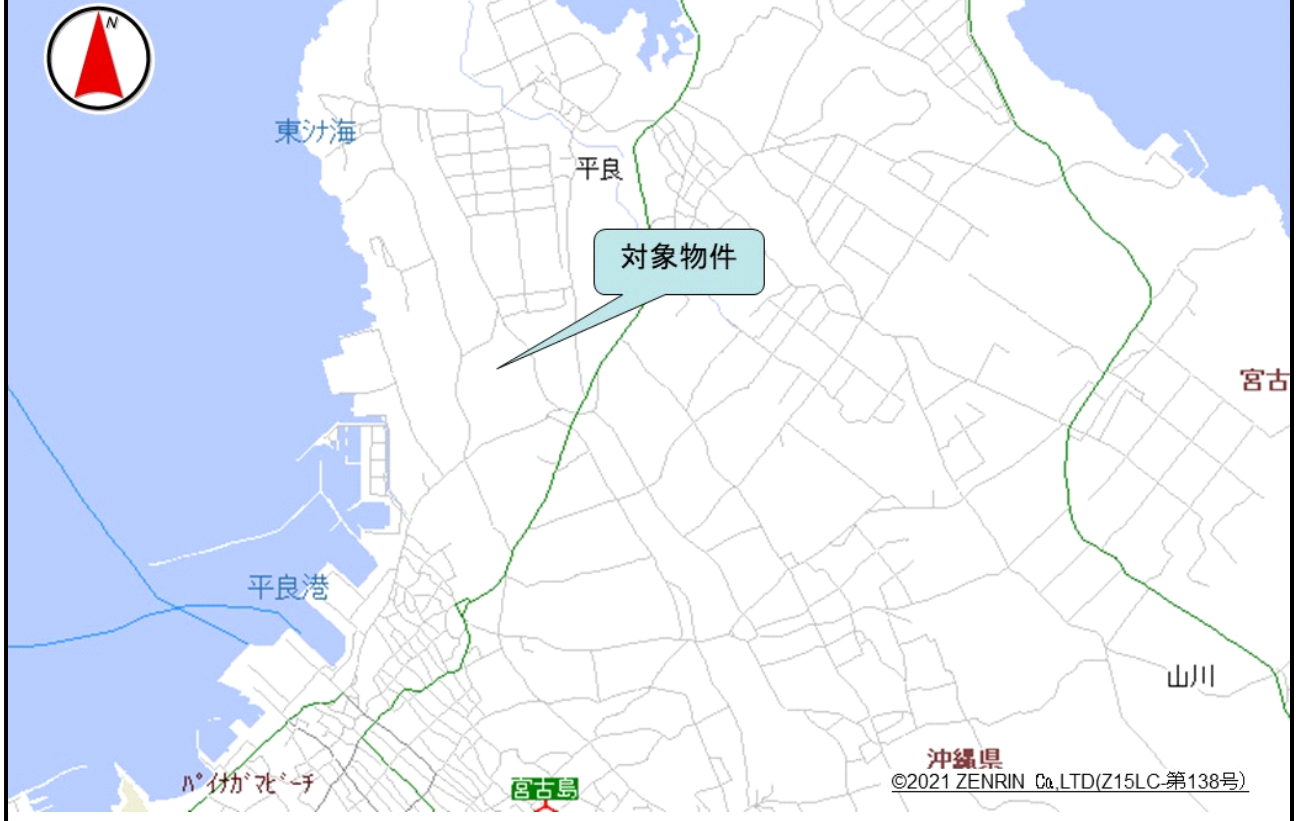 N
東シナ海
平良
対象物件
宮古
平良港
山川
沖縄県
パイナガマビーチ
宮古島
©2021 ZENRIN Co.,LTD(Z15LC-第138号)